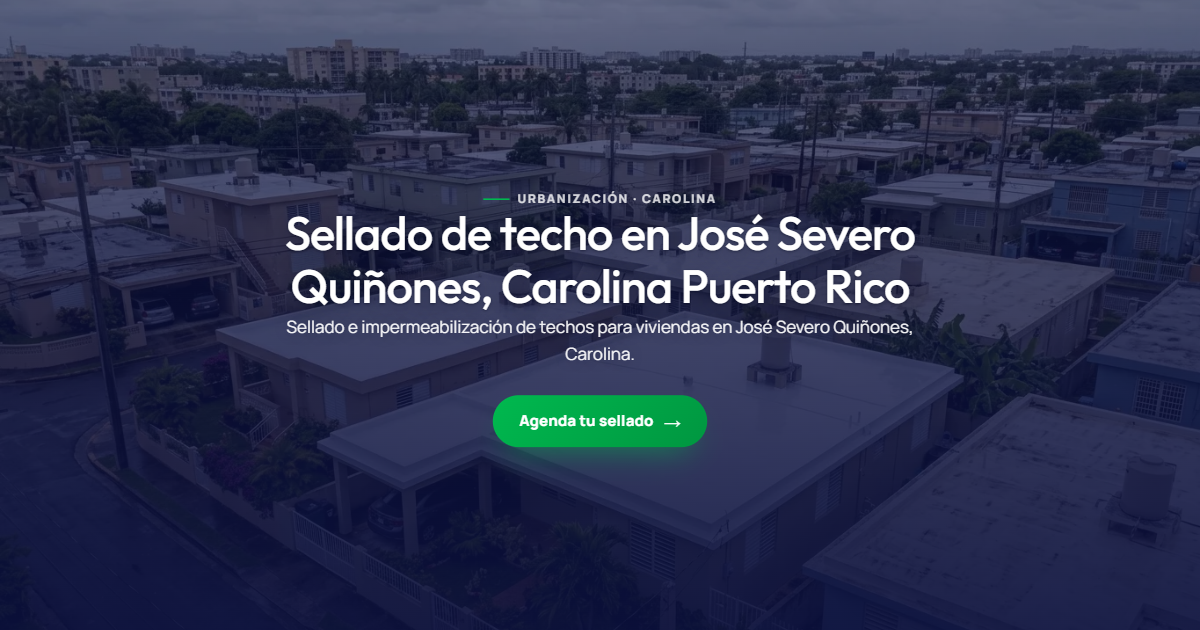 URBANIZACIÓN · CAROLINA
Sellado de techo en José Severo
Quiñones, Carolina Puerto Rico
Sellado e impermeabilización de techos para viviendas en José Severo Quiñones,
Carolina.
Agenda tu sellado →